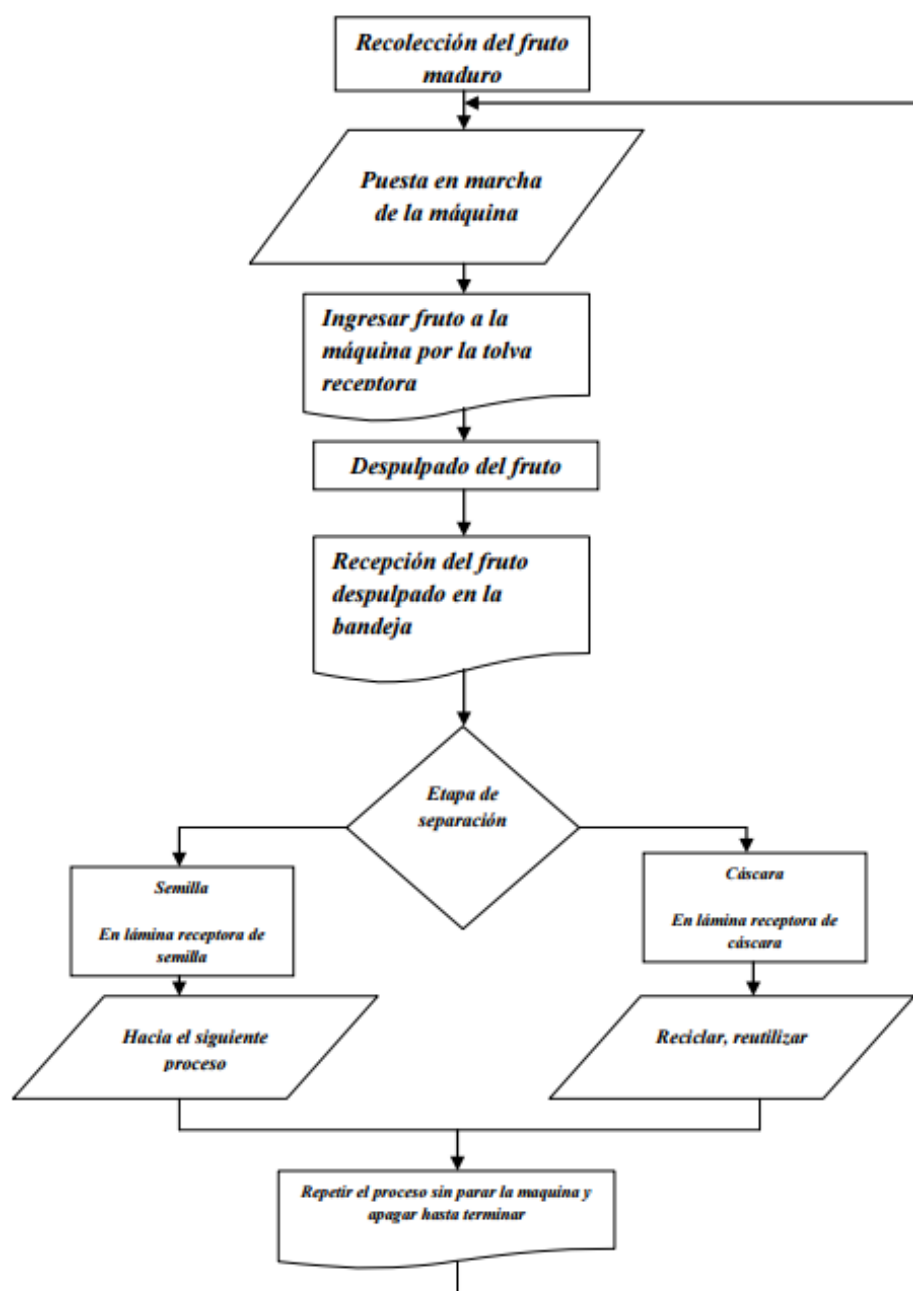 Recolección del fruto
maduro
Puesta en marcha
de la máquina
Ingresar fruto a la
máquina por la tolva
receptora
Despulpado del fruto
Recepción del fruto
despulpado en la
bandeja
Etapa de
separación
Semilla
En lámina receptora de
semilla
Cáscara
En lámina receptora de
cáscara
Hacia el siguiente
proceso
Reciclar, reutilizar
Repetir el proceso sin parar la maquina y
apagar hasta terminar